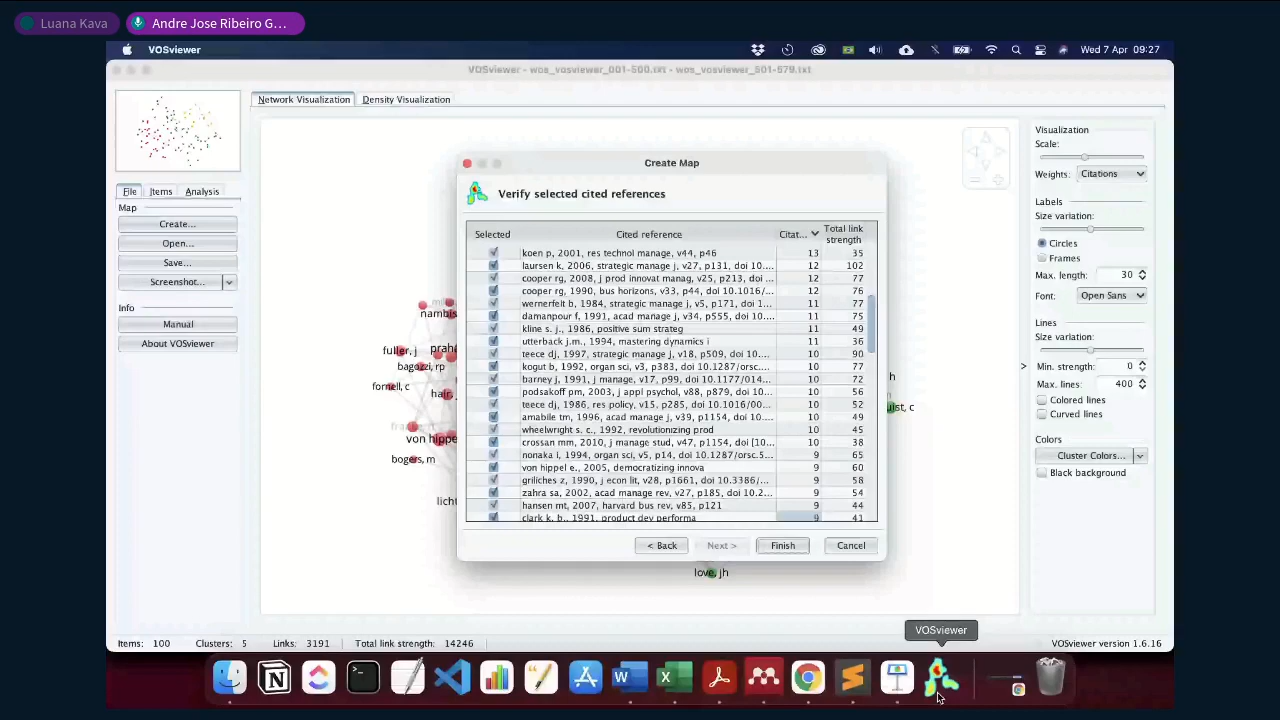 Luana Kava
Andre Jose Ribeiro G...
VOSviewer
Wed 7 Apr 09:27
VOSviewer - wos_vosviewer_001-500.txt - wos_vosviewer_501-579.txt
Network Visualization
Density Visualization
File
Items
Analysis
Map
Create...
Open...
Save...
Screenshot...
Info
Manual
About VOSviewer
nambis
fuller, j
prah
bagozzi, rp
fornell, c
hair,
von hippe
bogers, m
licht
h
uist, c
love, jh
Create Map
Verify selected cited references
Selected
Cited reference
Citat...
Total link strength
koen p, 2001, res technol manage, v44, p46 13 35
laursen k, 2006, strategic manage j, v27, p131, doi 10.... 12 102
cooper rg, 2008, j prod innovat manag, v25, p213, do... 12 77
cooper rg, 1990, bus horizons, v33, p44, doi 10.1016/... 12 76
wernerfelt b, 1984, strategic manage j, v5, p171, doi 1... 11 77
damanpour f, 1991, acad manage j, v34, p555, doi 10.... 11 75
kline s. j., 1986, positive sum strateg 11 49
utterback j.m., 1994, mastering dynamics i 11 36
teece dj, 1997, strategic manage j, v18, p509, doi 10.... 10 90
kogut b, 1992, organ sci, v3, p383, doi 10.1287/orsc.... 10 77
barney j, 1991, j manage, v17, p99, doi 10.1177/014... 10 72
podsakoff pm, 2003, j appl psychol, v88, p879, doi 10... 10 56
teece dj, 1986, res policy, v15, p285, doi 10.1016/00... 10 52
amabile tm, 1996, acad manage j, v39, p1154, doi 10... 10 49
wheelwright s. c., 1992, revolutionizing prod 10 45
crossan mm, 2010, j manage stud, v47, p1154, doi [10... 10 38
nonaka i, 1994, organ sci, v5, p14, doi 10.1287/orsc.5... 9 65
von hippel e., 2005, democratizing innova 9 60
griliches z, 1990, j econ lit, v28, p1661, doi 10.3386/... 9 58
zahra sa, 2002, acad manage rev, v27, p185, doi 10.2... 9 54
hansen mt, 2007, harvard bus rev, v85, p121 9 44
clark k. b., 1991, product dev performa 9 41
< Back
Next >
Finish
Cancel
Visualization
Scale:
Weights: Citations
Labels
Size variation:
Circles
Frames
Max. length: 30
Font: Open Sans
Lines
Size variation:
Min. strength: 0
Max. lines: 400
Colored lines
Curved lines
Colors
Cluster Colors...
Black background
>
Items: 100 Clusters: 5 Links: 3191 Total link strength: 14246
VOSviewer
VOSviewer version 1.6.16